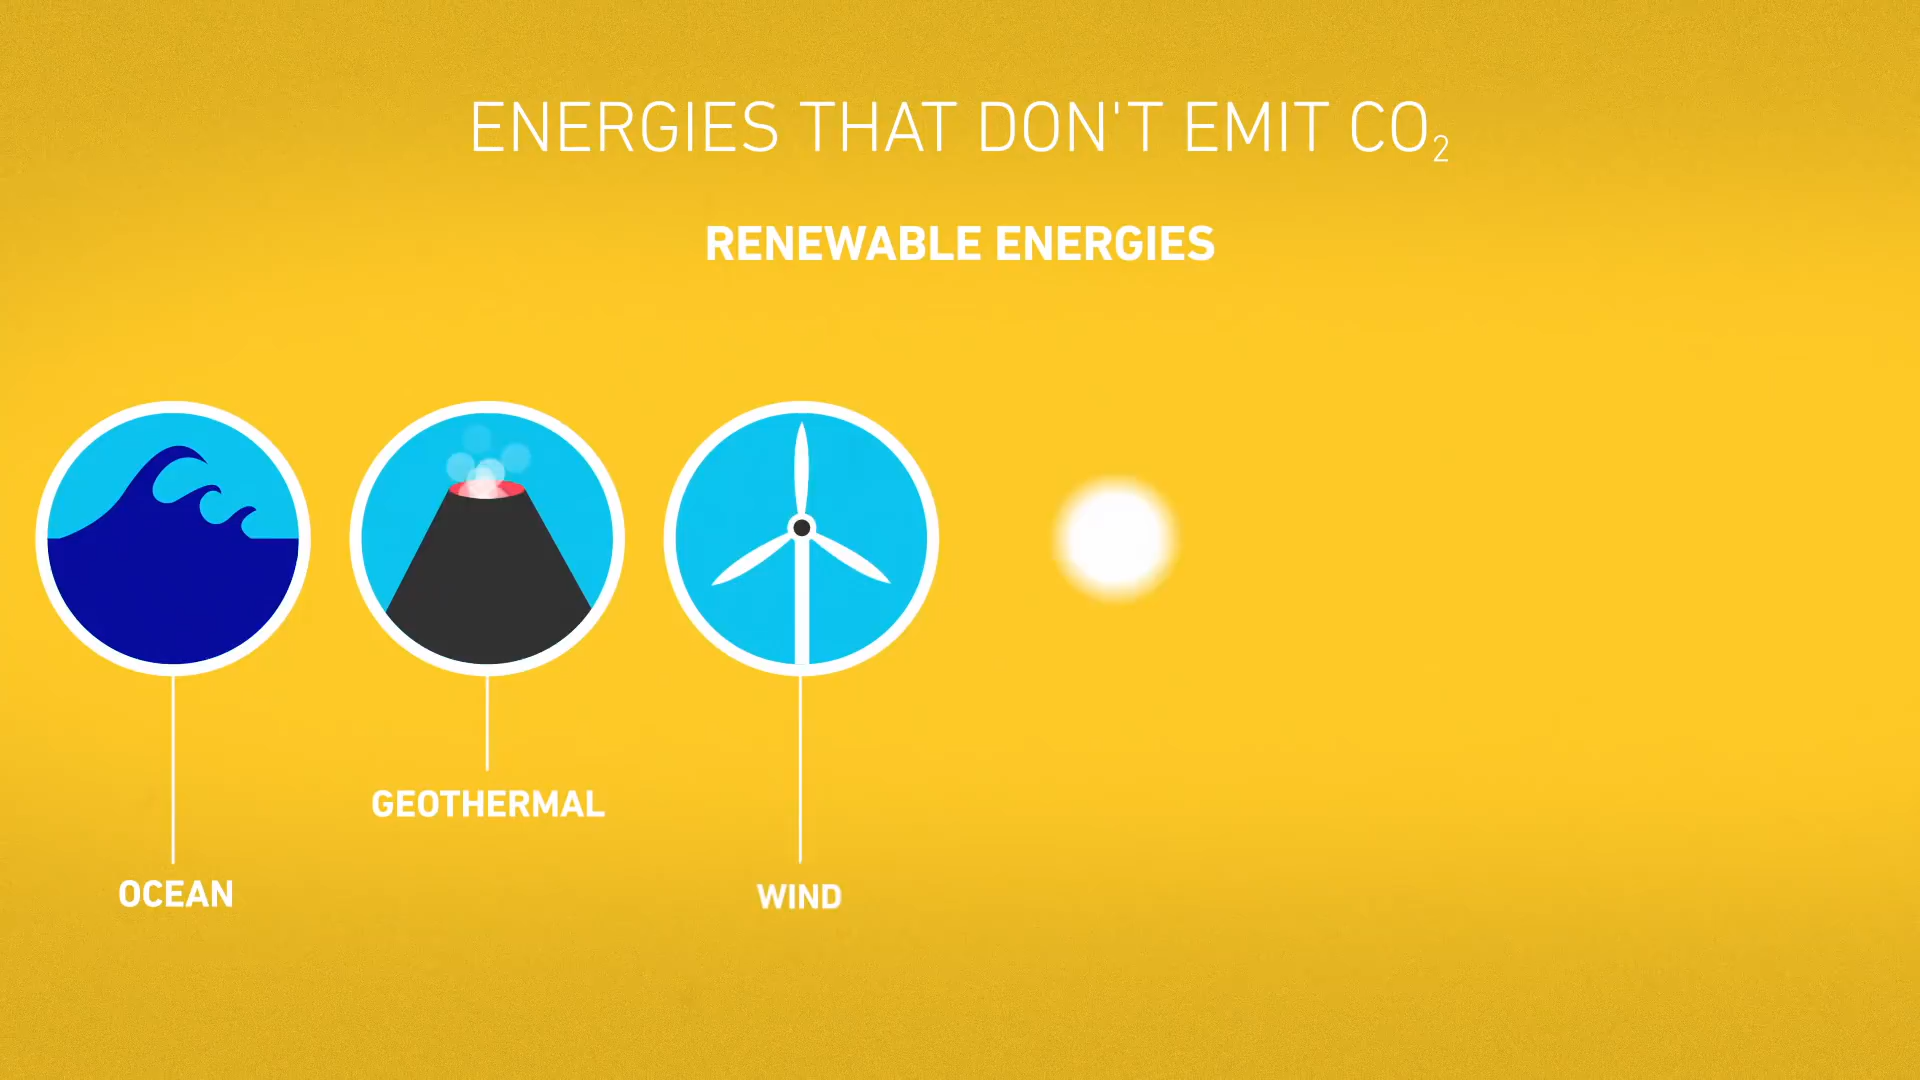 ENERGIES THAT DON'T EMIT CO₂
RENEWABLE ENERGIES
GEOTHERMAL
OCEAN
WIND